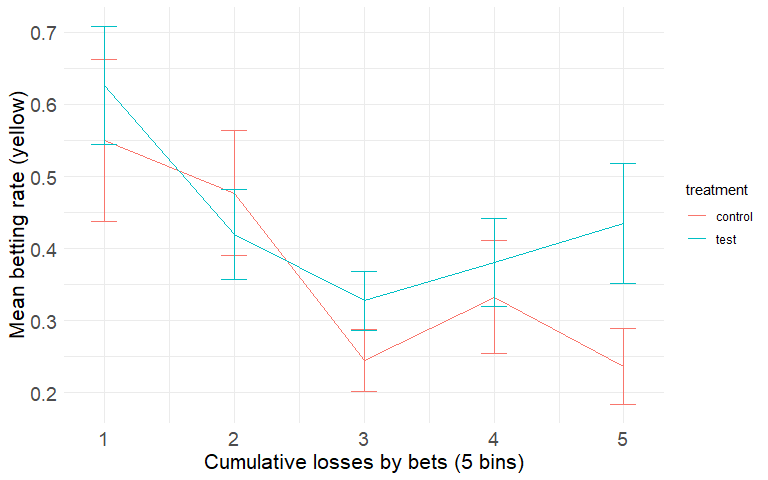 Mean betting rate (yellow)
0.7
0.6
0.5
0.4
0.3
0.2
1 2 3 4 5
Cumulative losses by bets (5 bins)
treatment
control
test